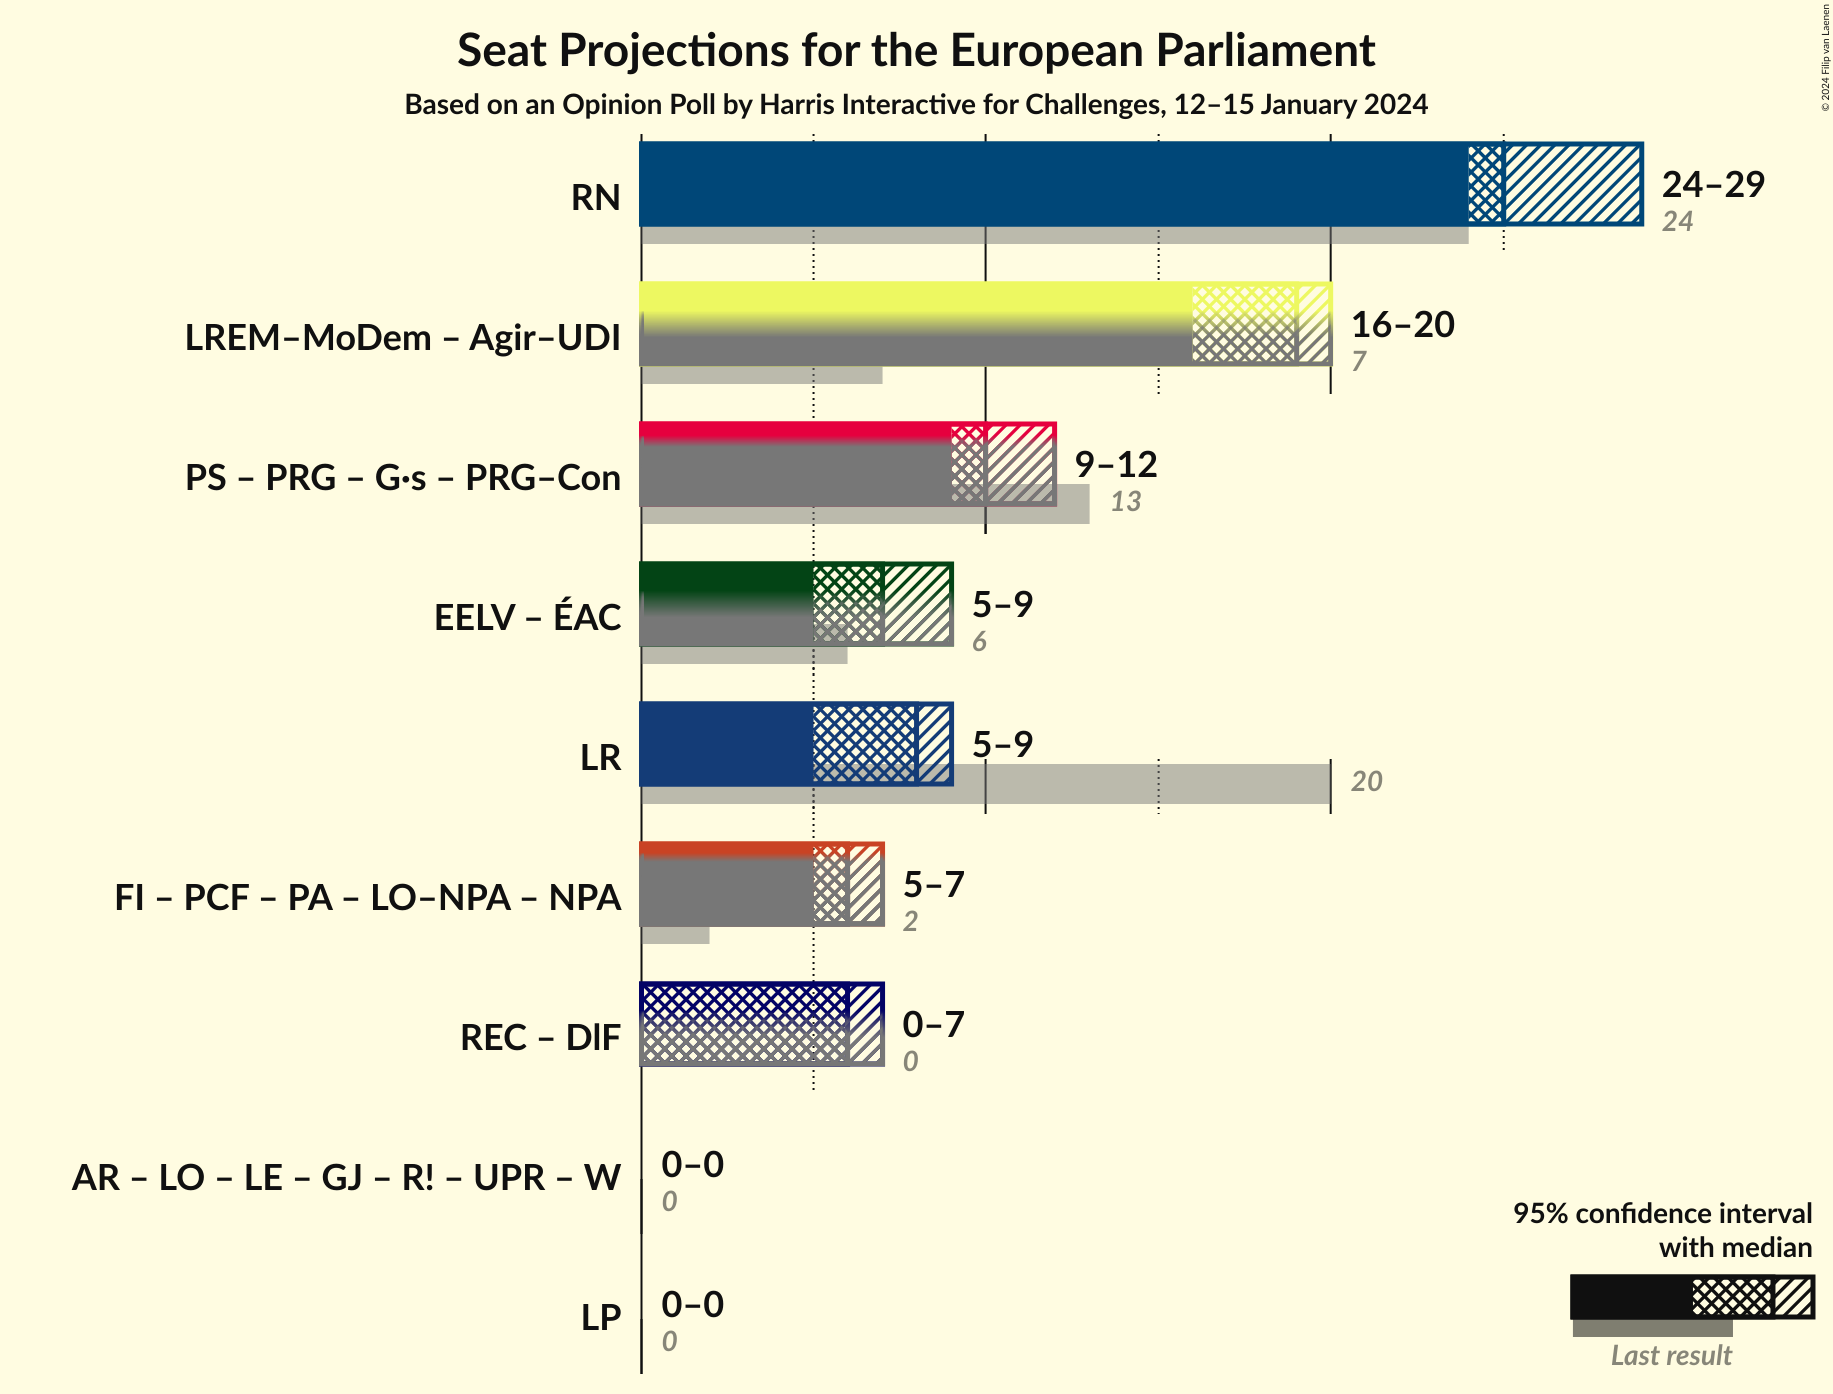 Seat Projections for the European Parliament
Based on an Opinion Poll by Harris Interactive for Challenges, 12–15 January 2024
© 2024 Filip van Laenen
RN
24–29
24
LREM–MoDem – Agir–UDI
16–20
7
PS – PRG – G·s – PRG–Con
9–12
13
EELV – ÉAC
5–9
6
LR
5–9
20
FI – PCF – PA – LO–NPA – NPA
5–7
2
REC – DlF
0–7
0
AR – LO – LE – GJ – R! – UPR – W
0–0
0
LP
0–0
0
95% confidence interval
with median
Last result